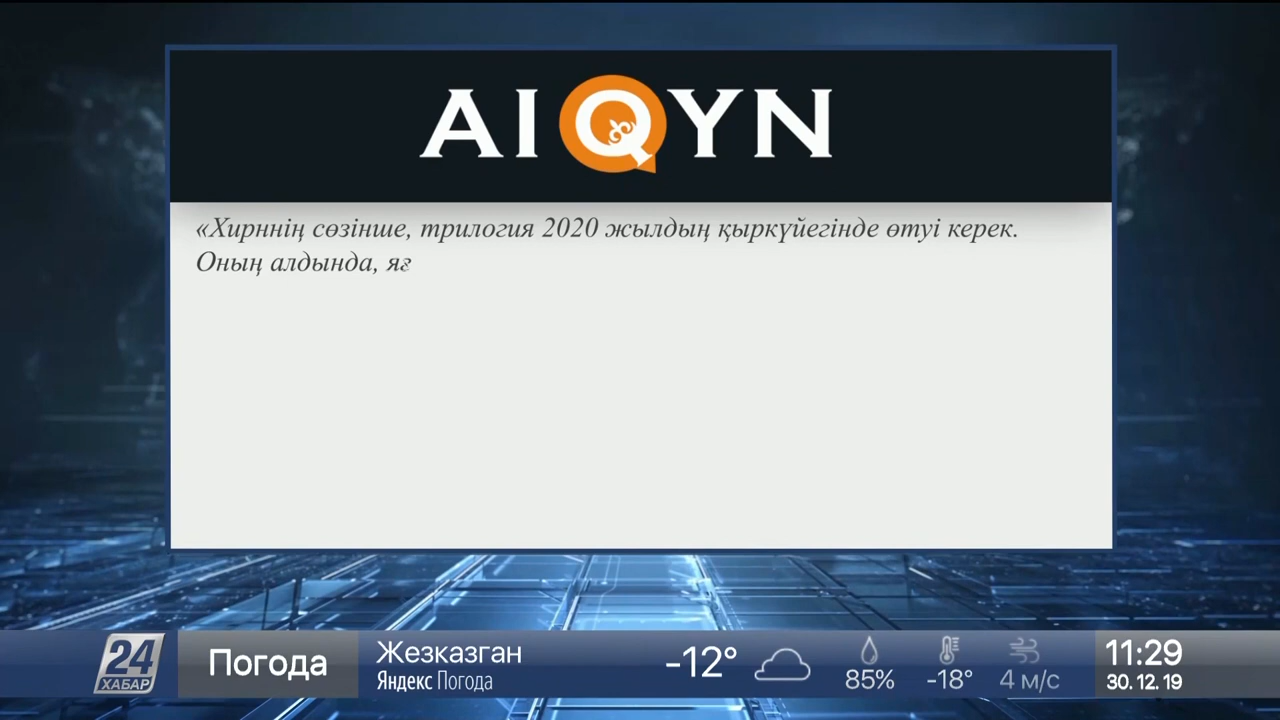 AIQYN
«Хирннің сөзінше, трилогия 2020 жылдың қыркүйегінде өтуі керек.
Оның алдында, яғ
24
ХАБАР
Погода
Жезказган
Яндекс Погода
-12°
85%
-18°
4 м/с
11:29
30. 12. 19